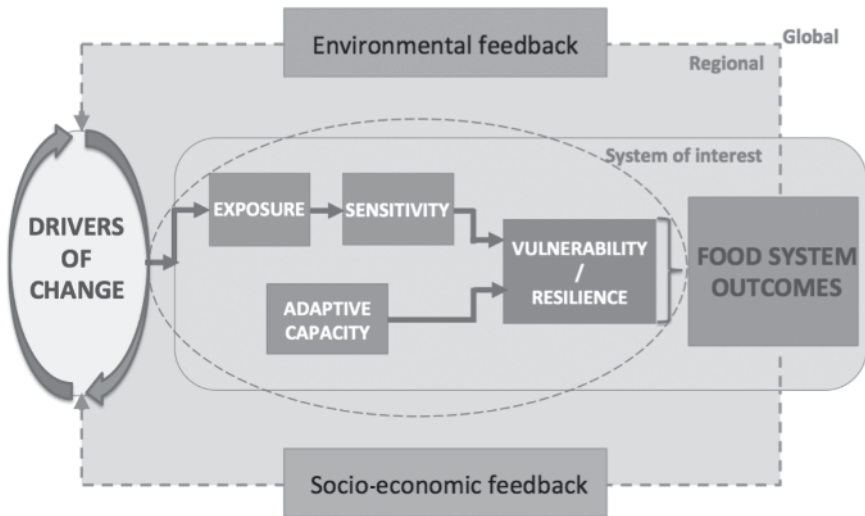 Environmental feedback
Global
Regional
System of interest
EXPOSURE
SENSITIVITY
DRIVERS
OF
CHANGE
VULNERABILITY
/
RESILIENCE
FOOD SYSTEM
OUTCOMES
ADAPTIVE
CAPACITY
Socio-economic feedback